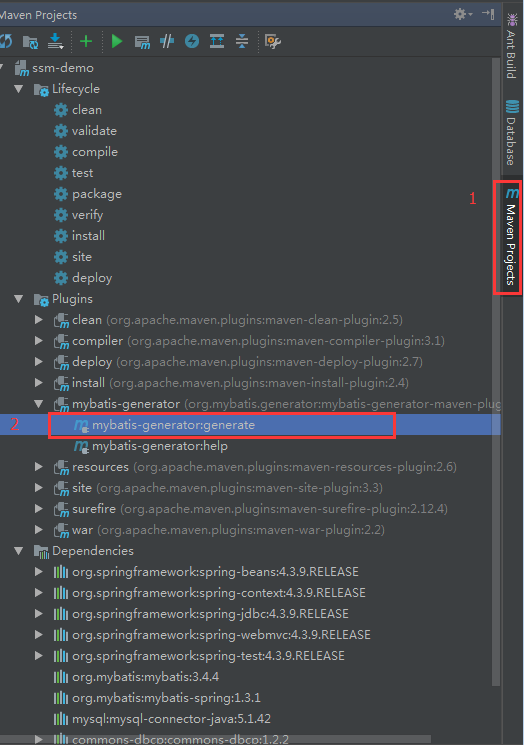 Maven Projects
ssm-demo
Lifecycle
clean
validate
compile
test
package
verify
install
site
deploy
Plugins
clean (org.apache.maven.plugins:maven-clean-plugin:2.5)
compiler (org.apache.maven.plugins:maven-compiler-plugin:3.1)
deploy (org.apache.maven.plugins:maven-deploy-plugin:2.7)
install (org.apache.maven.plugins:maven-install-plugin:2.4)
mybatis-generator (org.mybatis.generator:mybatis-generator-maven-plug
2 mybatis-generator:generate
mybatis-generator:help
resources (org.apache.maven.plugins:maven-resources-plugin:2.6)
site (org.apache.maven.plugins:maven-site-plugin:3.3)
surefire (org.apache.maven.plugins:maven-surefire-plugin:2.12.4)
war (org.apache.maven.plugins:maven-war-plugin:2.2)
Dependencies
org.springframework:spring-beans:4.3.9.RELEASE
org.springframework:spring-context:4.3.9.RELEASE
org.springframework:spring-jdbc:4.3.9.RELEASE
org.springframework:spring-webmvc:4.3.9.RELEASE
org.springframework:spring-test:4.3.9.RELEASE
org.mybatis:mybatis:3.4.4
org.mybatis:mybatis-spring:1.3.1
mysql:mysql-connector-java:5.1.42
commons-dbcp:commons-dbcp:1.2.2
Ant Build
Database
1
Maven Projects